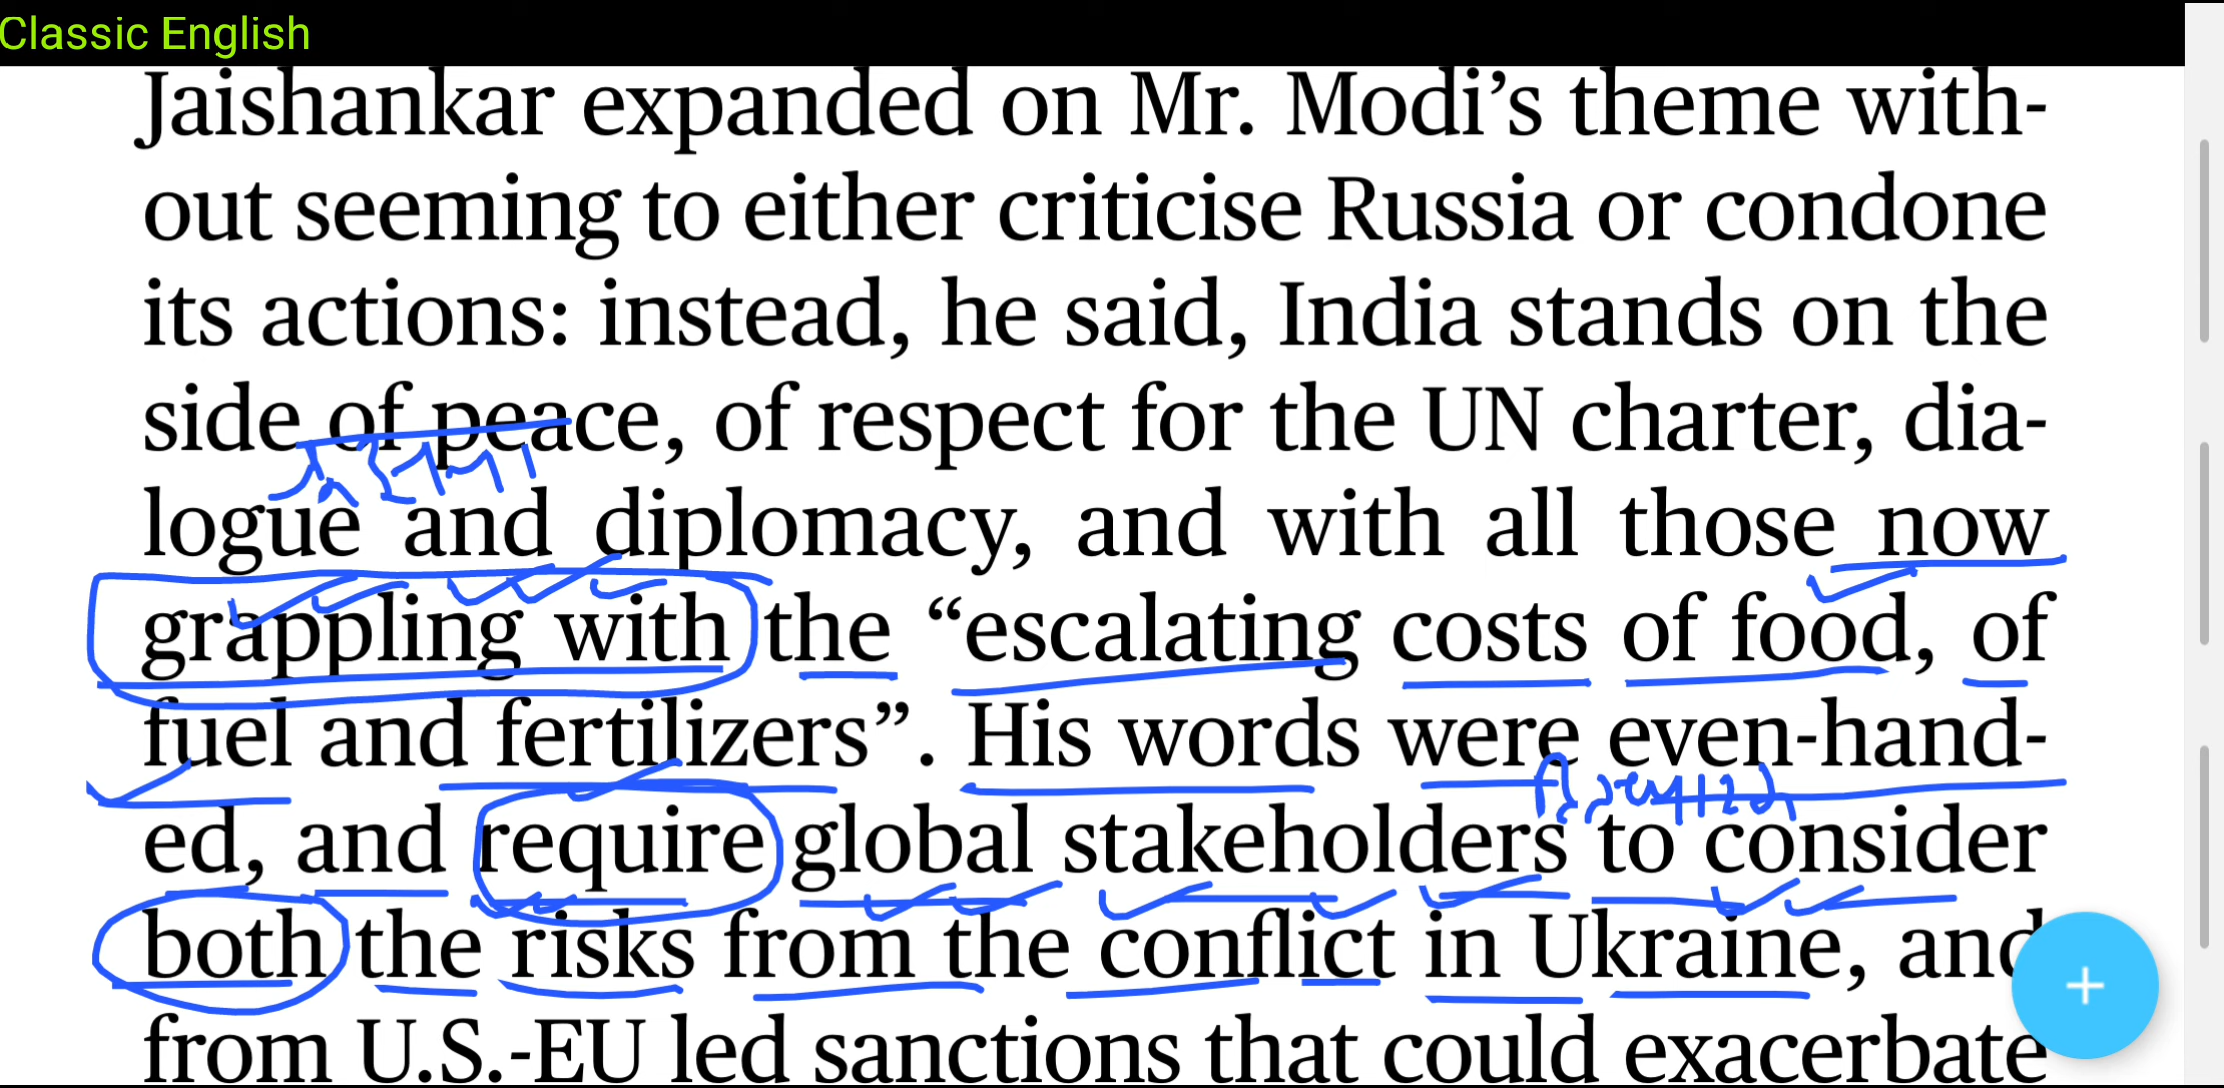 Classic English
Jaishankar expanded on Mr. Modi’s theme with-
out seeming to either criticise Russia or condone
its actions: instead, he said, India stands on the
side of peace, of respect for the UN charter, dia-
logue and diplomacy, and with all those now
grappling with the “escalating costs of food, of
fuel and fertilizers”. His words were even-hand-
ed, and require global stakeholders to consider
both the risks from the conflict in Ukraine, and
from U.S.-EU led sanctions that could exacerbate